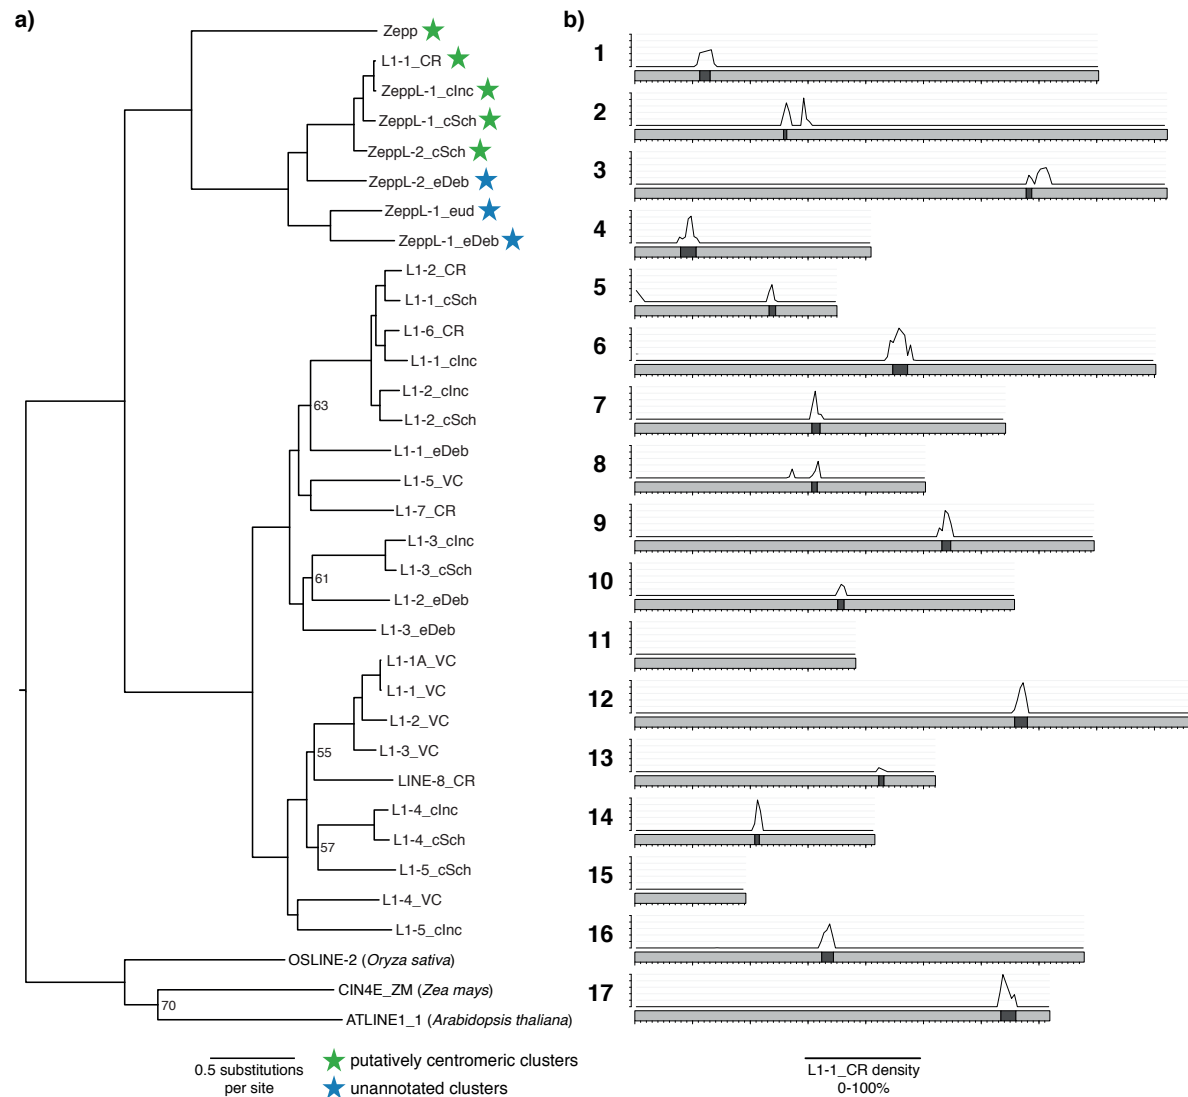 a)
Zepp
L1-1_CR
ZeppL-1_cInc
ZeppL-1_cSch
ZeppL-2_cSch
ZeppL-2_eDeb
ZeppL-1_eud
ZeppL-1_eDeb
L1-2_CR
L1-1_cSch
L1-6_CR
L1-1_cInc
L1-2_cInc
L1-2_cSch
63
L1-1_eDeb
L1-5_VC
L1-7_CR
L1-3_cInc
L1-3_cSch
61
L1-2_eDeb
L1-3_eDeb
L1-1A_VC
L1-1_VC
L1-2_VC
L1-3_VC
55
LINE-8_CR
L1-4_cInc
L1-4_cSch
57
L1-5_cSch
L1-4_VC
L1-5_cInc
OSLINE-2 (Oryza sativa)
CIN4E_ZM (Zea mays)
70
ATLINE1_1 (Arabidopsis thaliana)
0.5 substitutions
per site
putatively centromeric clusters
unannotated clusters
b)
1
2
3
4
5
6
7
8
9
10
11
12
13
14
15
16
17
L1-1_CR density
0-100%